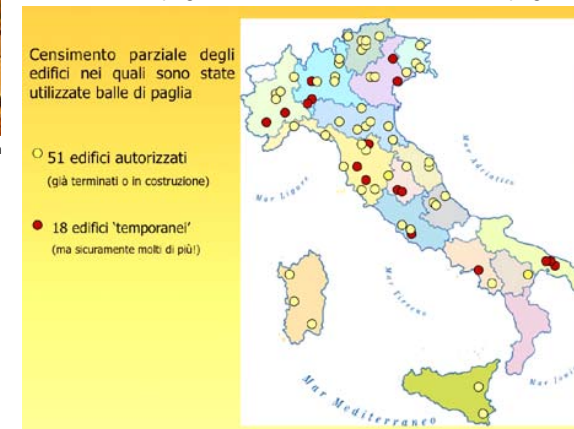 Censimento parziale degli
edifici nei quali sono state
utilizzate balle di paglia
51 edifici autorizzati
(già terminati o in costruzione)
18 edifici 'temporanei'
(ma sicuramente molti di più!)
Mar Ligure
Mar Adriatico
Mar Tirreno
Mar Mediterraneo
Mar